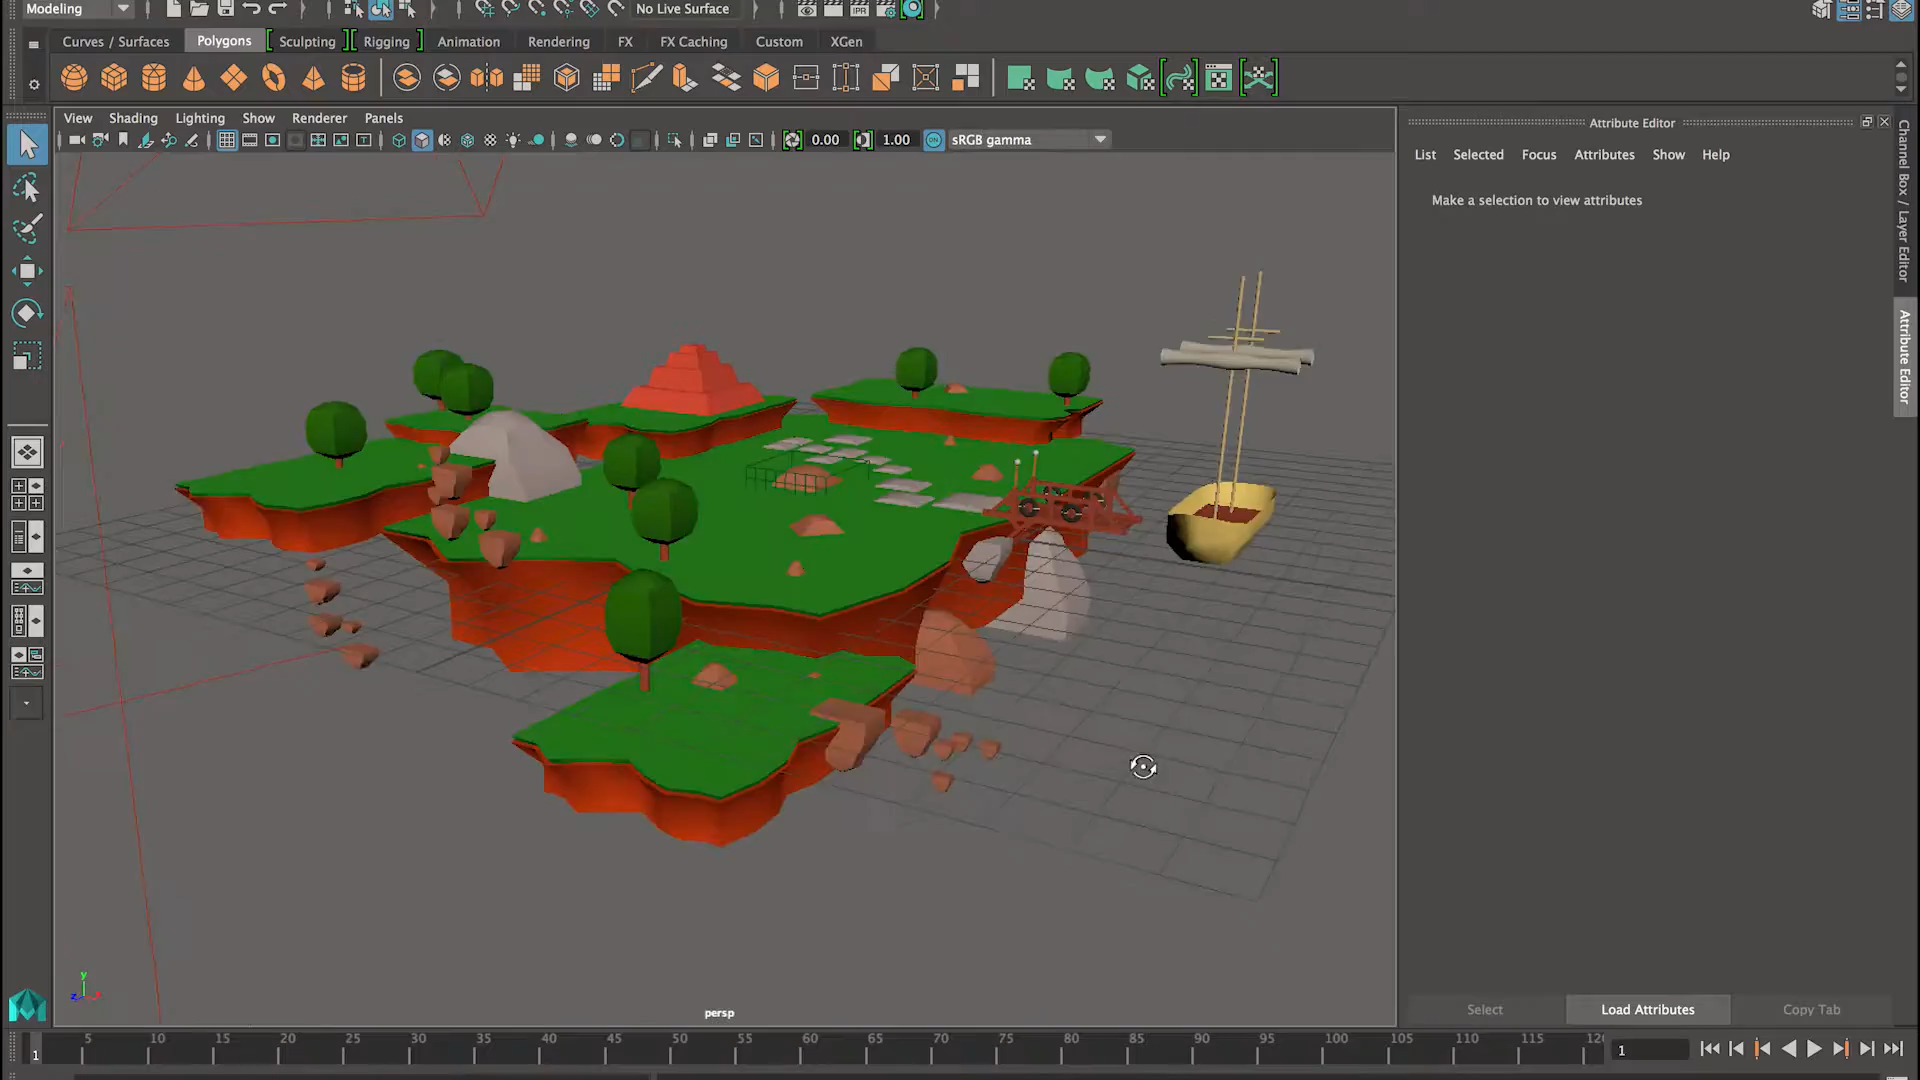 Modeling
No Live Surface
IPR
Curves / Surfaces Polygons Sculpting Rigging Animation Rendering FX FX Caching Custom XGen
View Shading Lighting Show Renderer Panels
0.00 1.00 ON sRGB gamma
Attribute Editor
List Selected Focus Attributes Show Help
Make a selection to view attributes
Channel Box / Layer Editor
Attribute Editor
y
z x
persp
Select Load Attributes Copy Tab
5 10 15 20 25 30 35 40 45 50 55 60 65 70 75 80 85 90 95 100 105 110 115 12
1
1